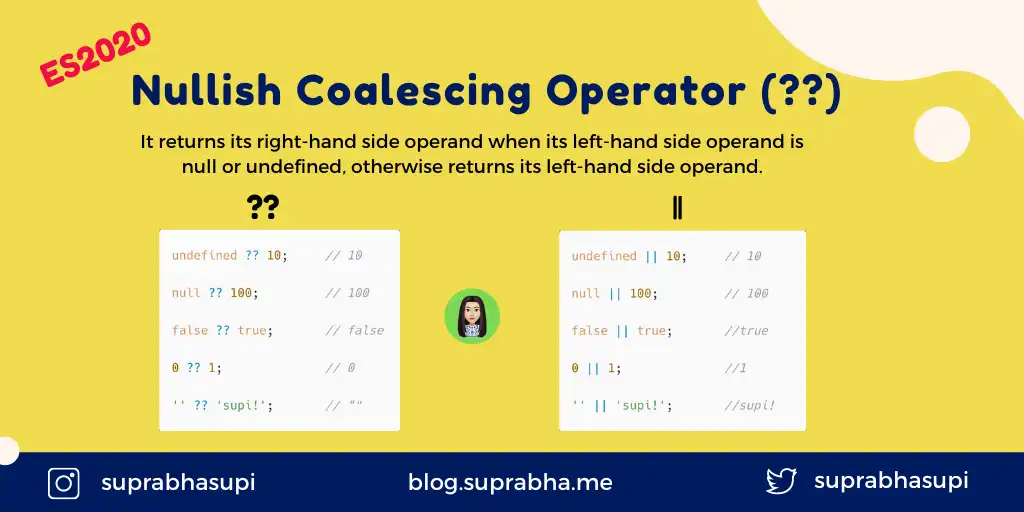 ES2020
Nullish Coalescing Operator (??)
It returns its right-hand side operand when its left-hand side operand is
null or undefined, otherwise returns its left-hand side operand.
??
undefined ?? 10; // 10
null ?? 100; // 100
false ?? true; // false
0 ?? 1; // 0
'' ?? 'supi!'; // ""
||
undefined || 10; // 10
null || 100; // 100
false || true; //true
0 || 1; //1
'' || 'supi!'; //supi!
suprabhasupi
blog.suprabha.me
suprabhasupi